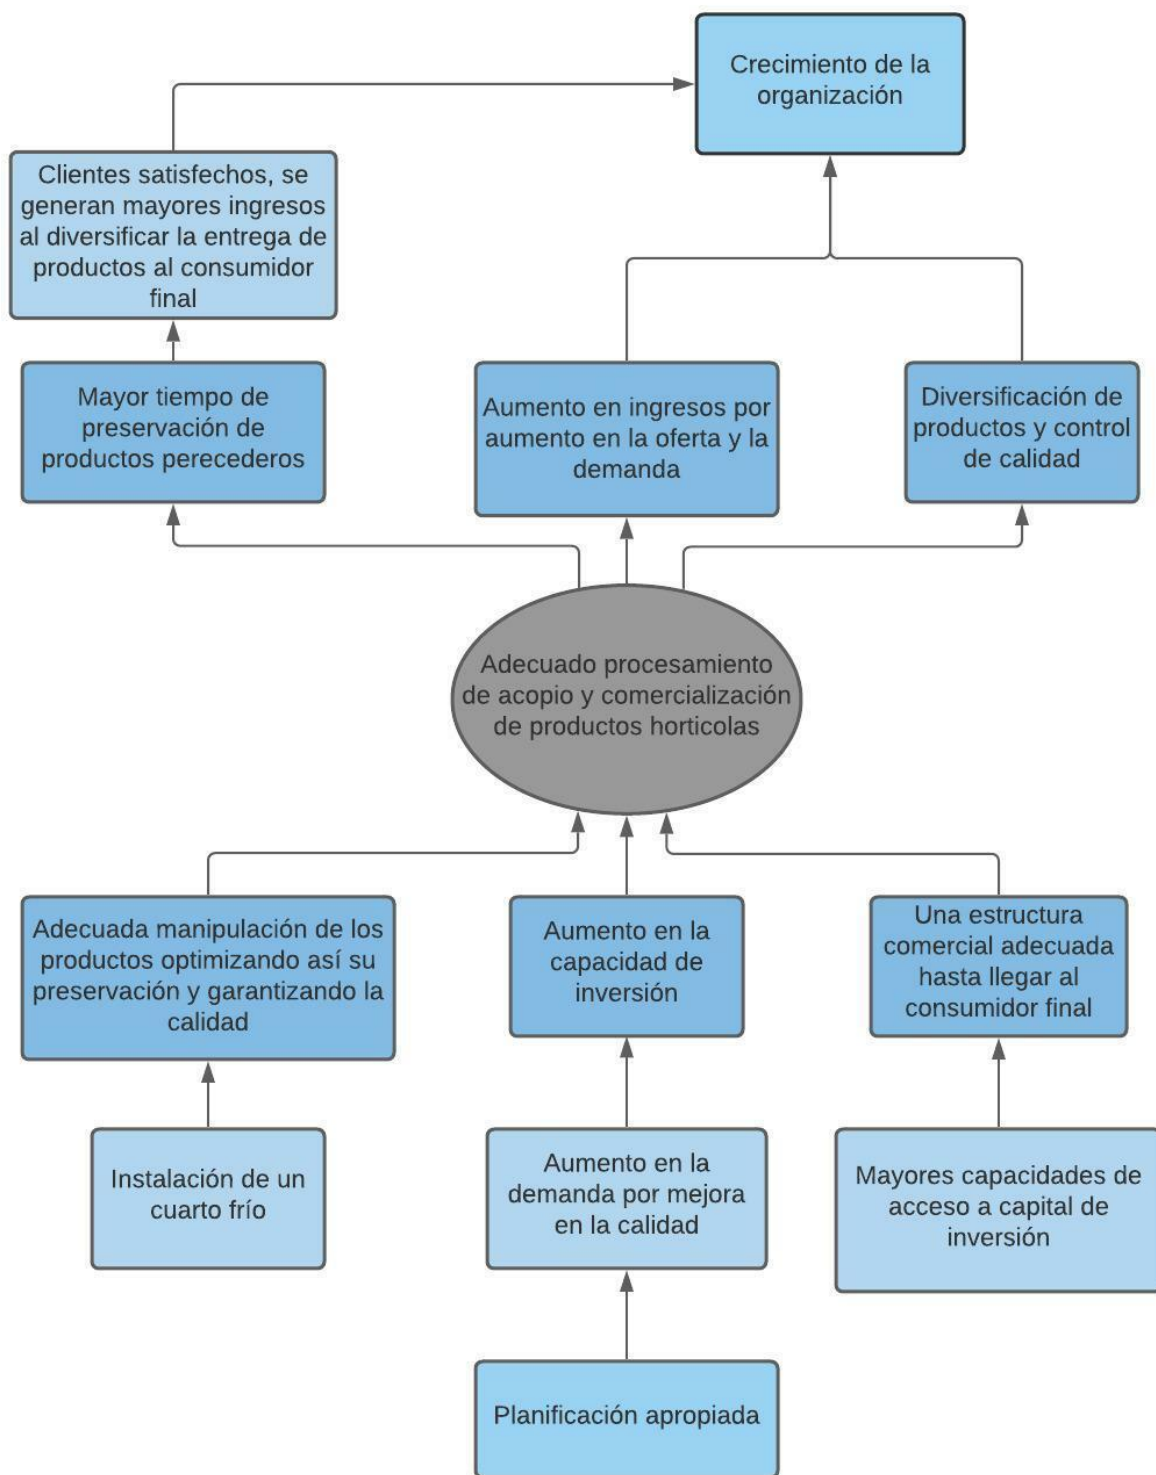 Crecimiento de la
organización
Clientes satisfechos, se
generan mayores ingresos
al diversificar la entrega de
productos al consumidor
final
Mayor tiempo de
preservación de
productos perecederos
Aumento en ingresos por
aumento en la oferta y la
demanda
Diversificación de
productos y control
de calidad
Adecuado procesamiento
de acopio y comercialización
de productos horticolas
Adecuada manipulación de los
productos optimizando así su
preservación y garantizando la
calidad
Aumento en la
capacidad de
inversión
Una estructura
comercial adecuada
hasta llegar al
consumidor final
Instalación de un
cuarto frío
Aumento en la
demanda por mejora
en la calidad
Mayores capacidades de
acceso a capital de
inversión
Planificación apropiada